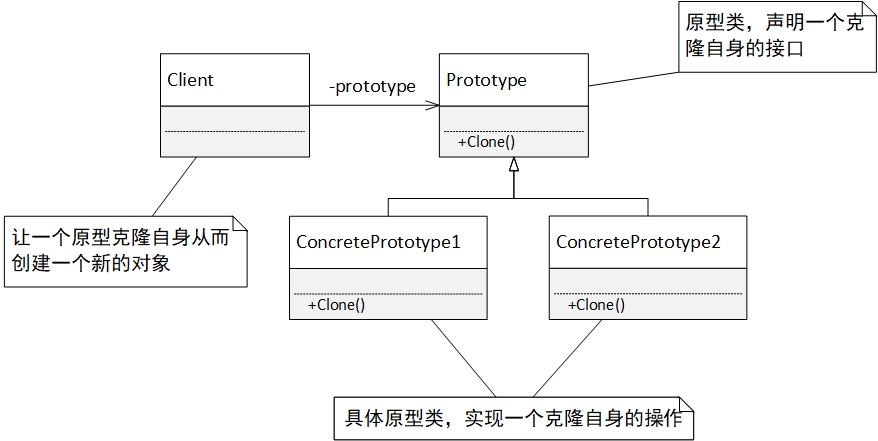 原型类，声明一个克
隆自身的接口
Client
-prototype
Prototype
+Clone()
让一个原型克隆自身从而
创建一个新的对象
ConcretePrototype1
+Clone()
ConcretePrototype2
+Clone()
具体原型类，实现一个克隆自身的操作